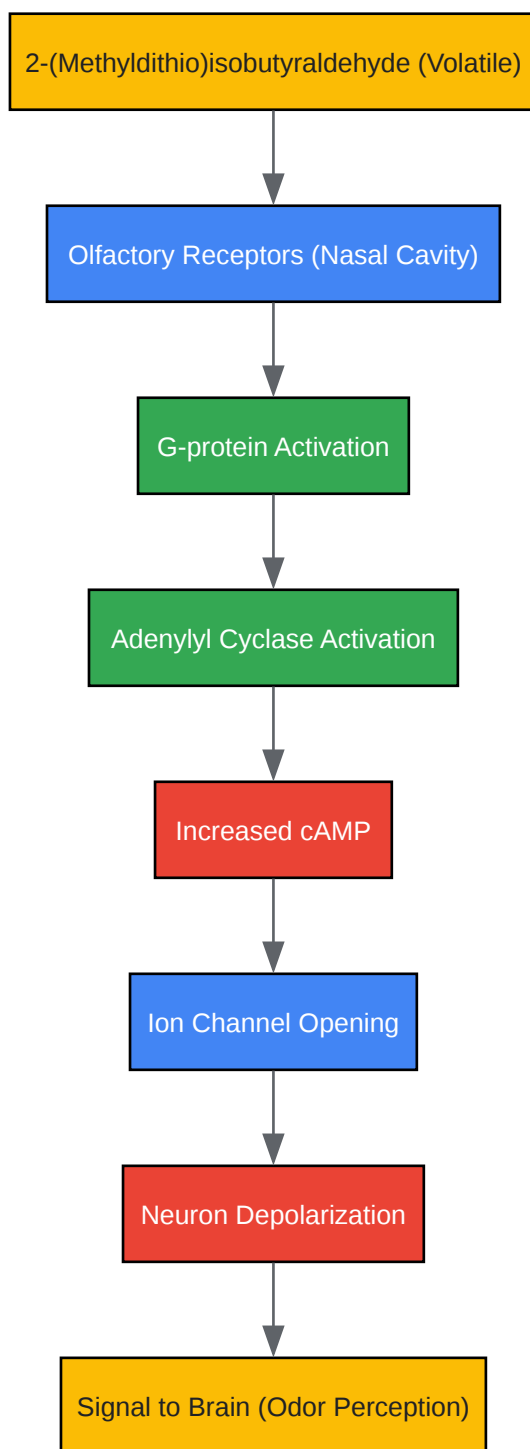 2-(Methyldithio)isobutyraldehyde (Volatile)
Olfactory Receptors (Nasal Cavity)
G-protein Activation
Adenylyl Cyclase Activation
Increased cAMP
Ion Channel Opening
Neuron Depolarization
Signal to Brain (Odor Perception)